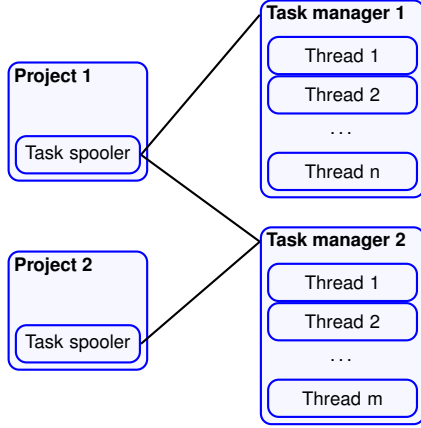 Project 1
Task spooler
Project 2
Task spooler
Task manager 1
Thread 1
Thread 2
...
Thread n
Task manager 2
Thread 1
Thread 2
...
Thread m